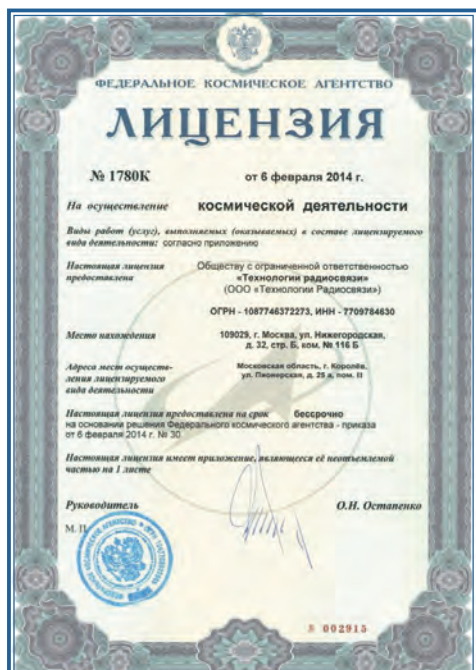 ФЕДЕРАЛЬНОЕ КОСМИЧЕСКОЕ АГЕНТСТВО
ЛИЦЕНЗИЯ
№ 1780К от 6 февраля 2014 г.
На осуществление космической деятельности
Виды работ (услуг), выполняемых (оказываемых) в составе лицензируемого
вида деятельности: согласно приложению
Настоящая лицензия Обществу с ограниченной ответственностью
предоставлена «Технологии радиосвязи»
(ООО «Технологии Радиосвязи»)
ОГРН - 1087746372273, ИНН - 7709784630
Место нахождения 109029, г. Москва, ул. Нижегородская,
д. 32, стр. Б, ком. № 116 Б
Адреса мест осуществ- Московская область, г. Королёв,
ления лицензируемого ул. Пионерская, д. 25 а, пом. II
вида деятельности
Настоящая лицензия предоставлена на срок бессрочно
на основании решения Федерального космического агентства - приказа
от 6 февраля 2014 г. № 30
Настоящая лицензия имеет приложение, являющееся её неотъемлемой
частью на 1 листе
Руководитель О.Н. Остапенко
М. П.
002915